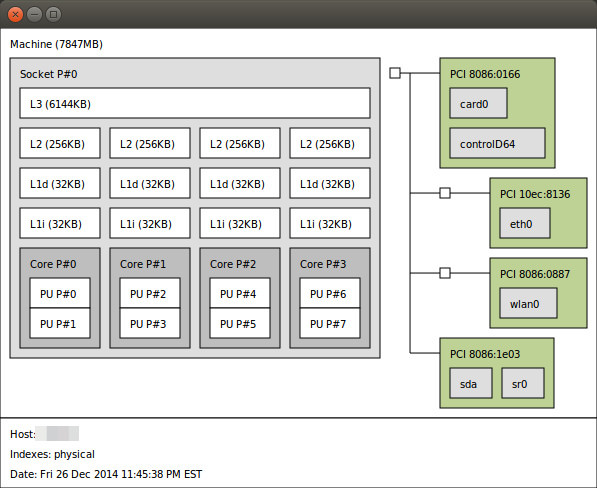 Machine (7847MB)
Socket P#0
L3 (6144KB)
L2 (256KB) L2 (256KB) L2 (256KB) L2 (256KB)
L1d (32KB) L1d (32KB) L1d (32KB) L1d (32KB)
L1i (32KB) L1i (32KB) L1i (32KB) L1i (32KB)
Core P#0 Core P#1 Core P#2 Core P#3
PU P#0 PU P#2 PU P#4 PU P#6
PU P#1 PU P#3 PU P#5 PU P#7
PCI 8086:0166
card0
controlD64
PCI 10ec:8136
eth0
PCI 8086:0887
wlan0
PCI 8086:1e03
sda sr0
Host:
Indexes: physical
Date: Fri 26 Dec 2014 11:45:38 PM EST